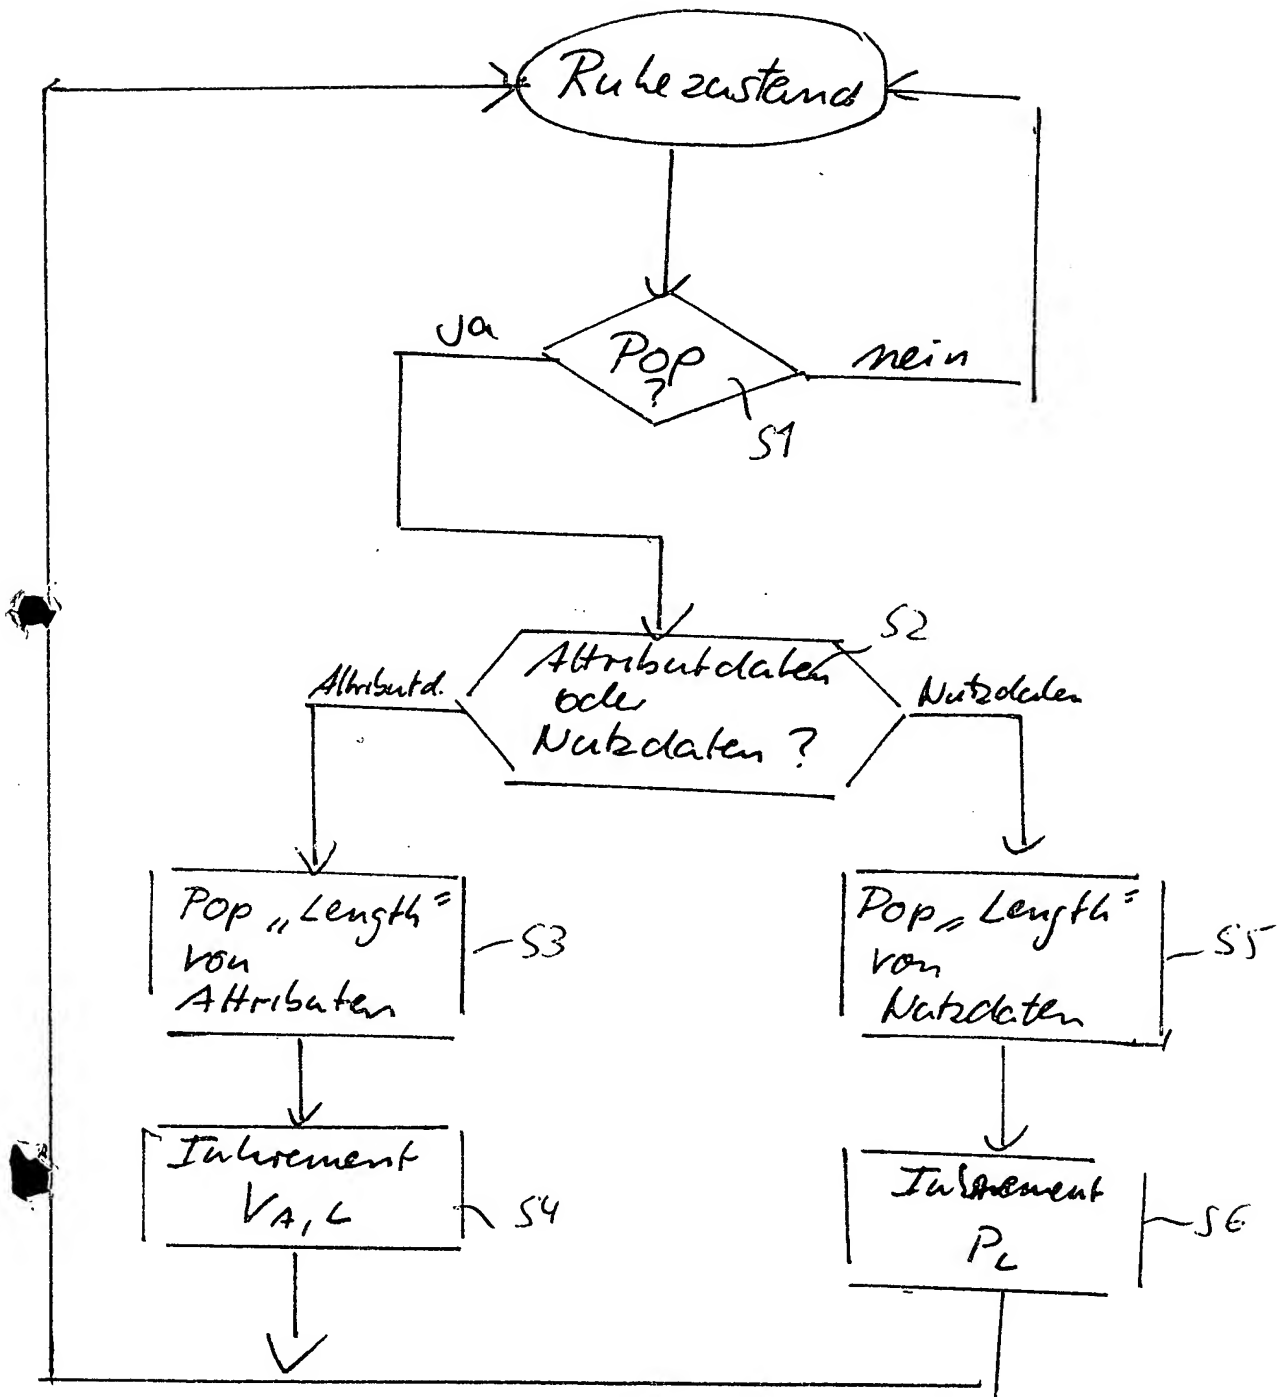 Ruhezustand
ja
Pop
?
nein
S1
S2
Attributdaten
oder
Nutzdaten ?
Attributd.
Nutzdaten
Pop „Length"
von
Attributen
S3
Pop „Length"
von
Nutzdaten
S5
Inkrement
VA, L
S4
Inkrement
PL
S6